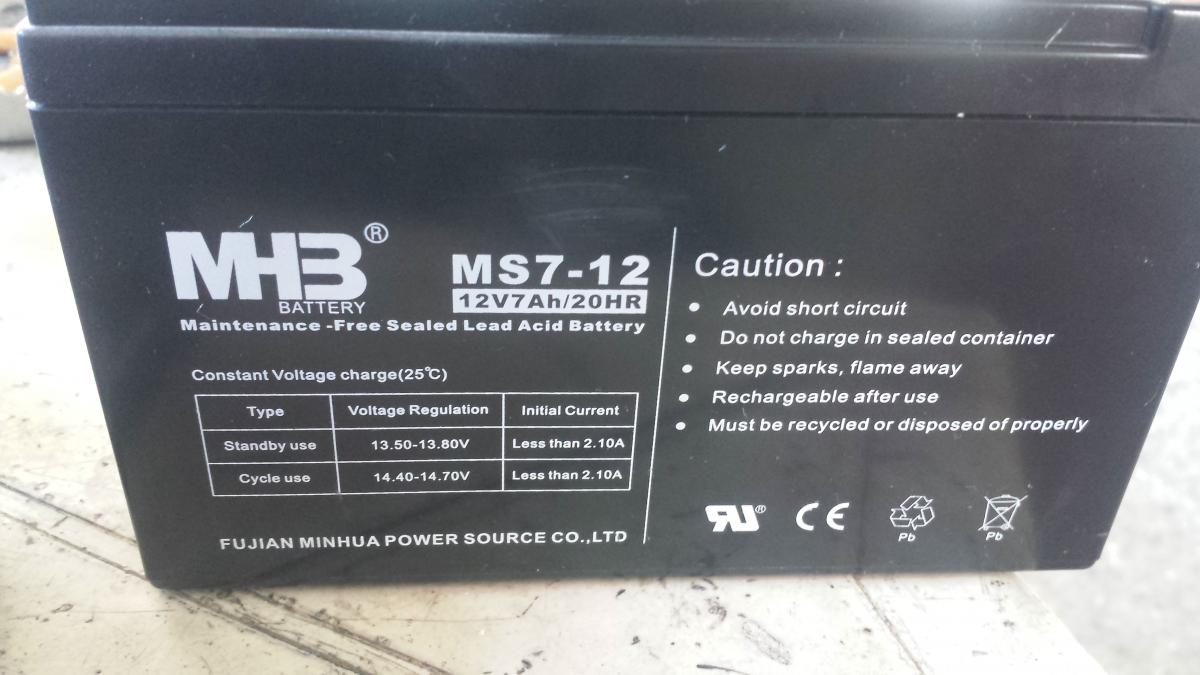 MHB®
BATTERY
MS7-12
12V7Ah/20HR
Maintenance -Free Sealed Lead Acid Battery
Constant Voltage charge(25℃)
Type Voltage Regulation Initial Current
Standby use 13.50-13.80V Less than 2.10A
Cycle use 14.40-14.70V Less than 2.10A
FUJIAN MINHUA POWER SOURCE CO.,LTD
Caution :
• Avoid short circuit
• Do not charge in sealed container
• Keep sparks, flame away
• Rechargeable after use
• Must be recycled or disposed of properly
RU® CE
Pb Pb